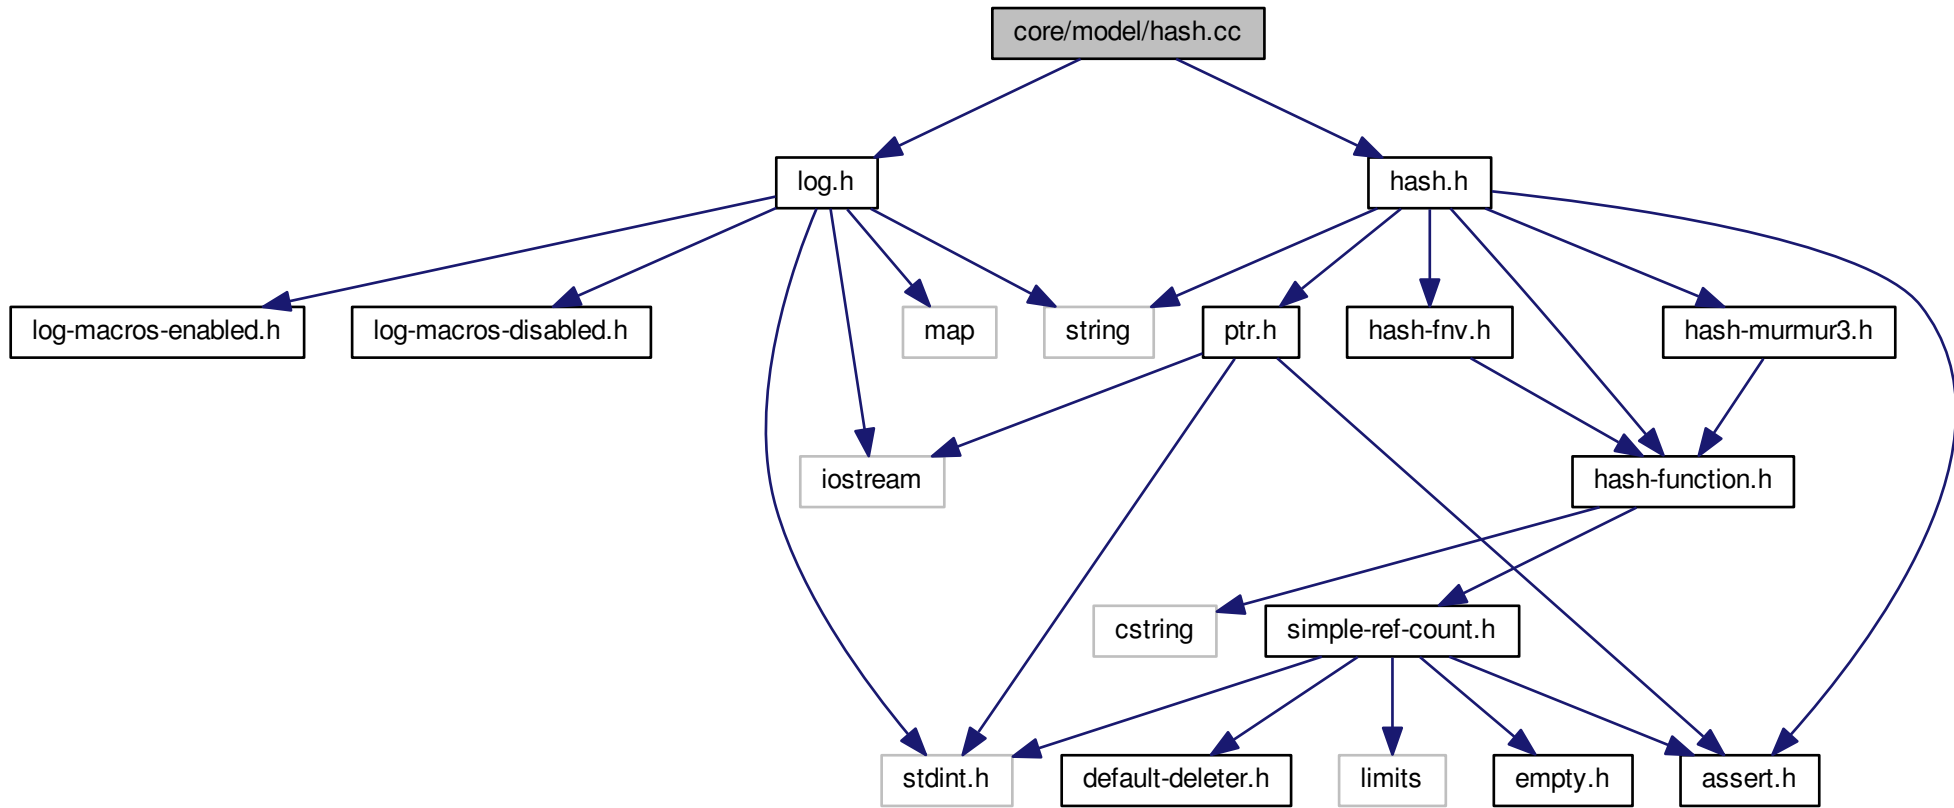 core/model/hash.cc
log.h
hash.h
log-macros-enabled.h
log-macros-disabled.h
map
string
ptr.h
hash-fnv.h
hash-murmur3.h
iostream
hash-function.h
cstring
simple-ref-count.h
stdint.h
default-deleter.h
limits
empty.h
assert.h